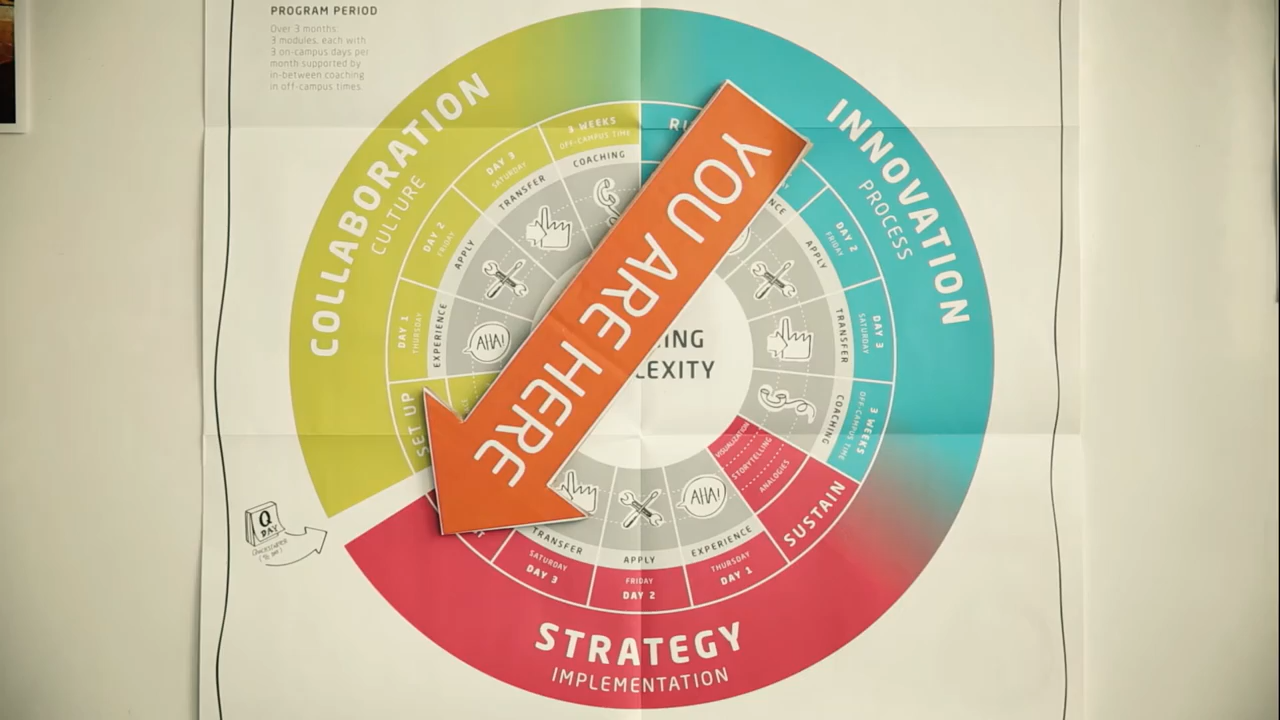 PROGRAM PERIOD
Over 3 months:
3 modules, each with
3 on-campus days per
month supported by
in-between coaching
in off-campus times.
COLLABORATION
CULTURE
SET UP
DAY 1
THURSDAY
EXPERIENCE
AHA!
DAY 2
FRIDAY
APPLY
DAY 3
SATURDAY
TRANSFER
3 WEEKS
OFF-CAMPUS TIME
COACHING
INNOVATION
PROCESS
DAY 2
FRIDAY
APPLY
DAY 3
SATURDAY
TRANSFER
3 WEEKS
OFF-CAMPUS TIME
COACHING
YOU ARE HERE
SUSTAIN
VISUALIZATION
STORYTELLING
ANALOGIES
AHA!
EXPERIENCE
THURSDAY
DAY 1
APPLY
FRIDAY
DAY 2
TRANSFER
SATURDAY
DAY 3
STRATEGY
IMPLEMENTATION
Q
DAY